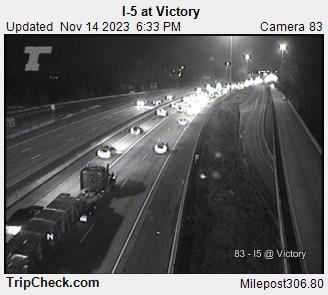 I-5 at Victory
Updated Nov 14 2023 6:33 PM Camera 83
T
N
83 - I5 @ Victory
TripCheck.com Milepost306.80